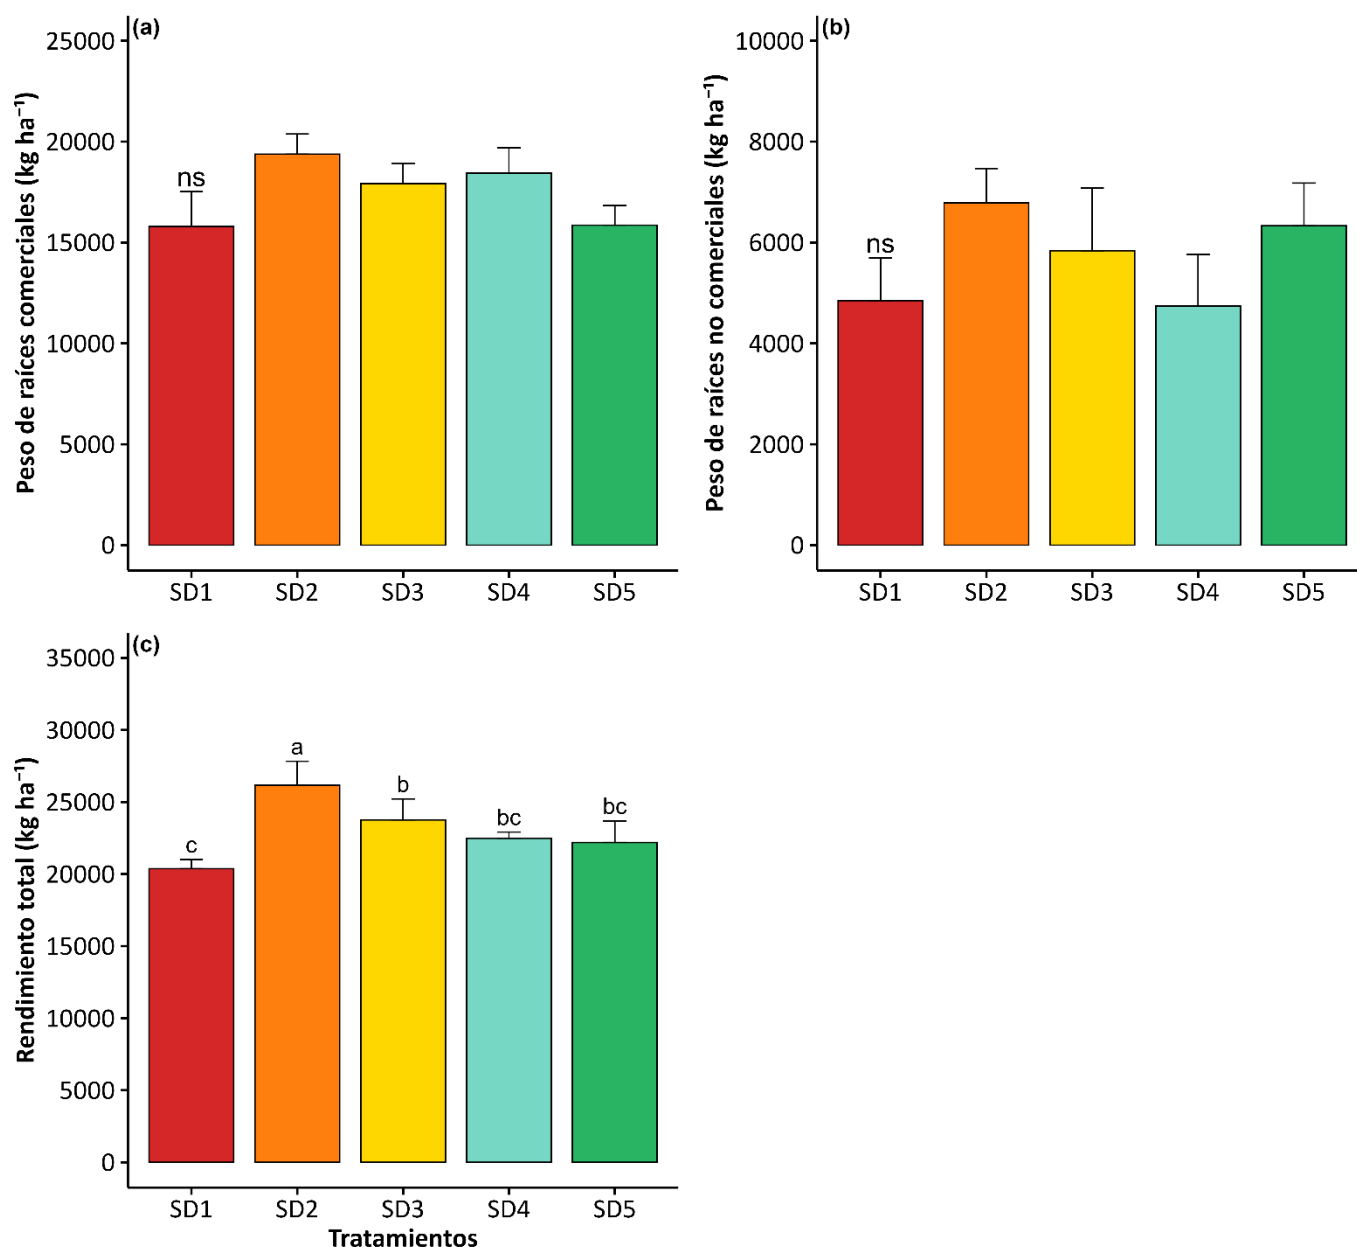 (a)
Peso de raíces comerciales (kg ha⁻¹)
25000
20000
15000
10000
5000
0
ns
SD1 SD2 SD3 SD4 SD5
(b)
Peso de raíces no comerciales (kg ha⁻¹)
10000
8000
6000
4000
2000
0
ns
SD1 SD2 SD3 SD4 SD5
(c)
Rendimiento total (kg ha⁻¹)
35000
30000
25000
20000
15000
10000
5000
0
c a b bc bc
SD1 SD2 SD3 SD4 SD5
Tratamientos